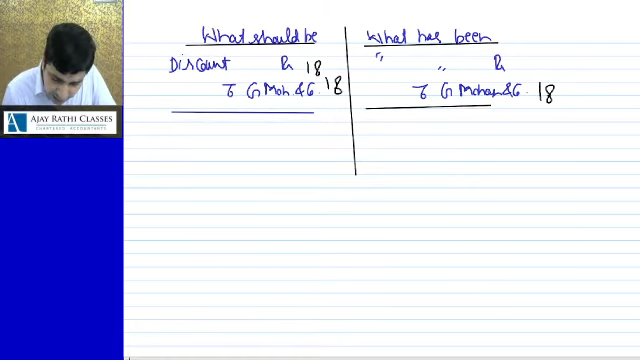 What should be
Discount Dr 18
To G Moh & G. 18
What has been
" " Dr
To G Mohan & G. 18
AJAY RATHI CLASSES
CHARTERED ACCOUNTANTS